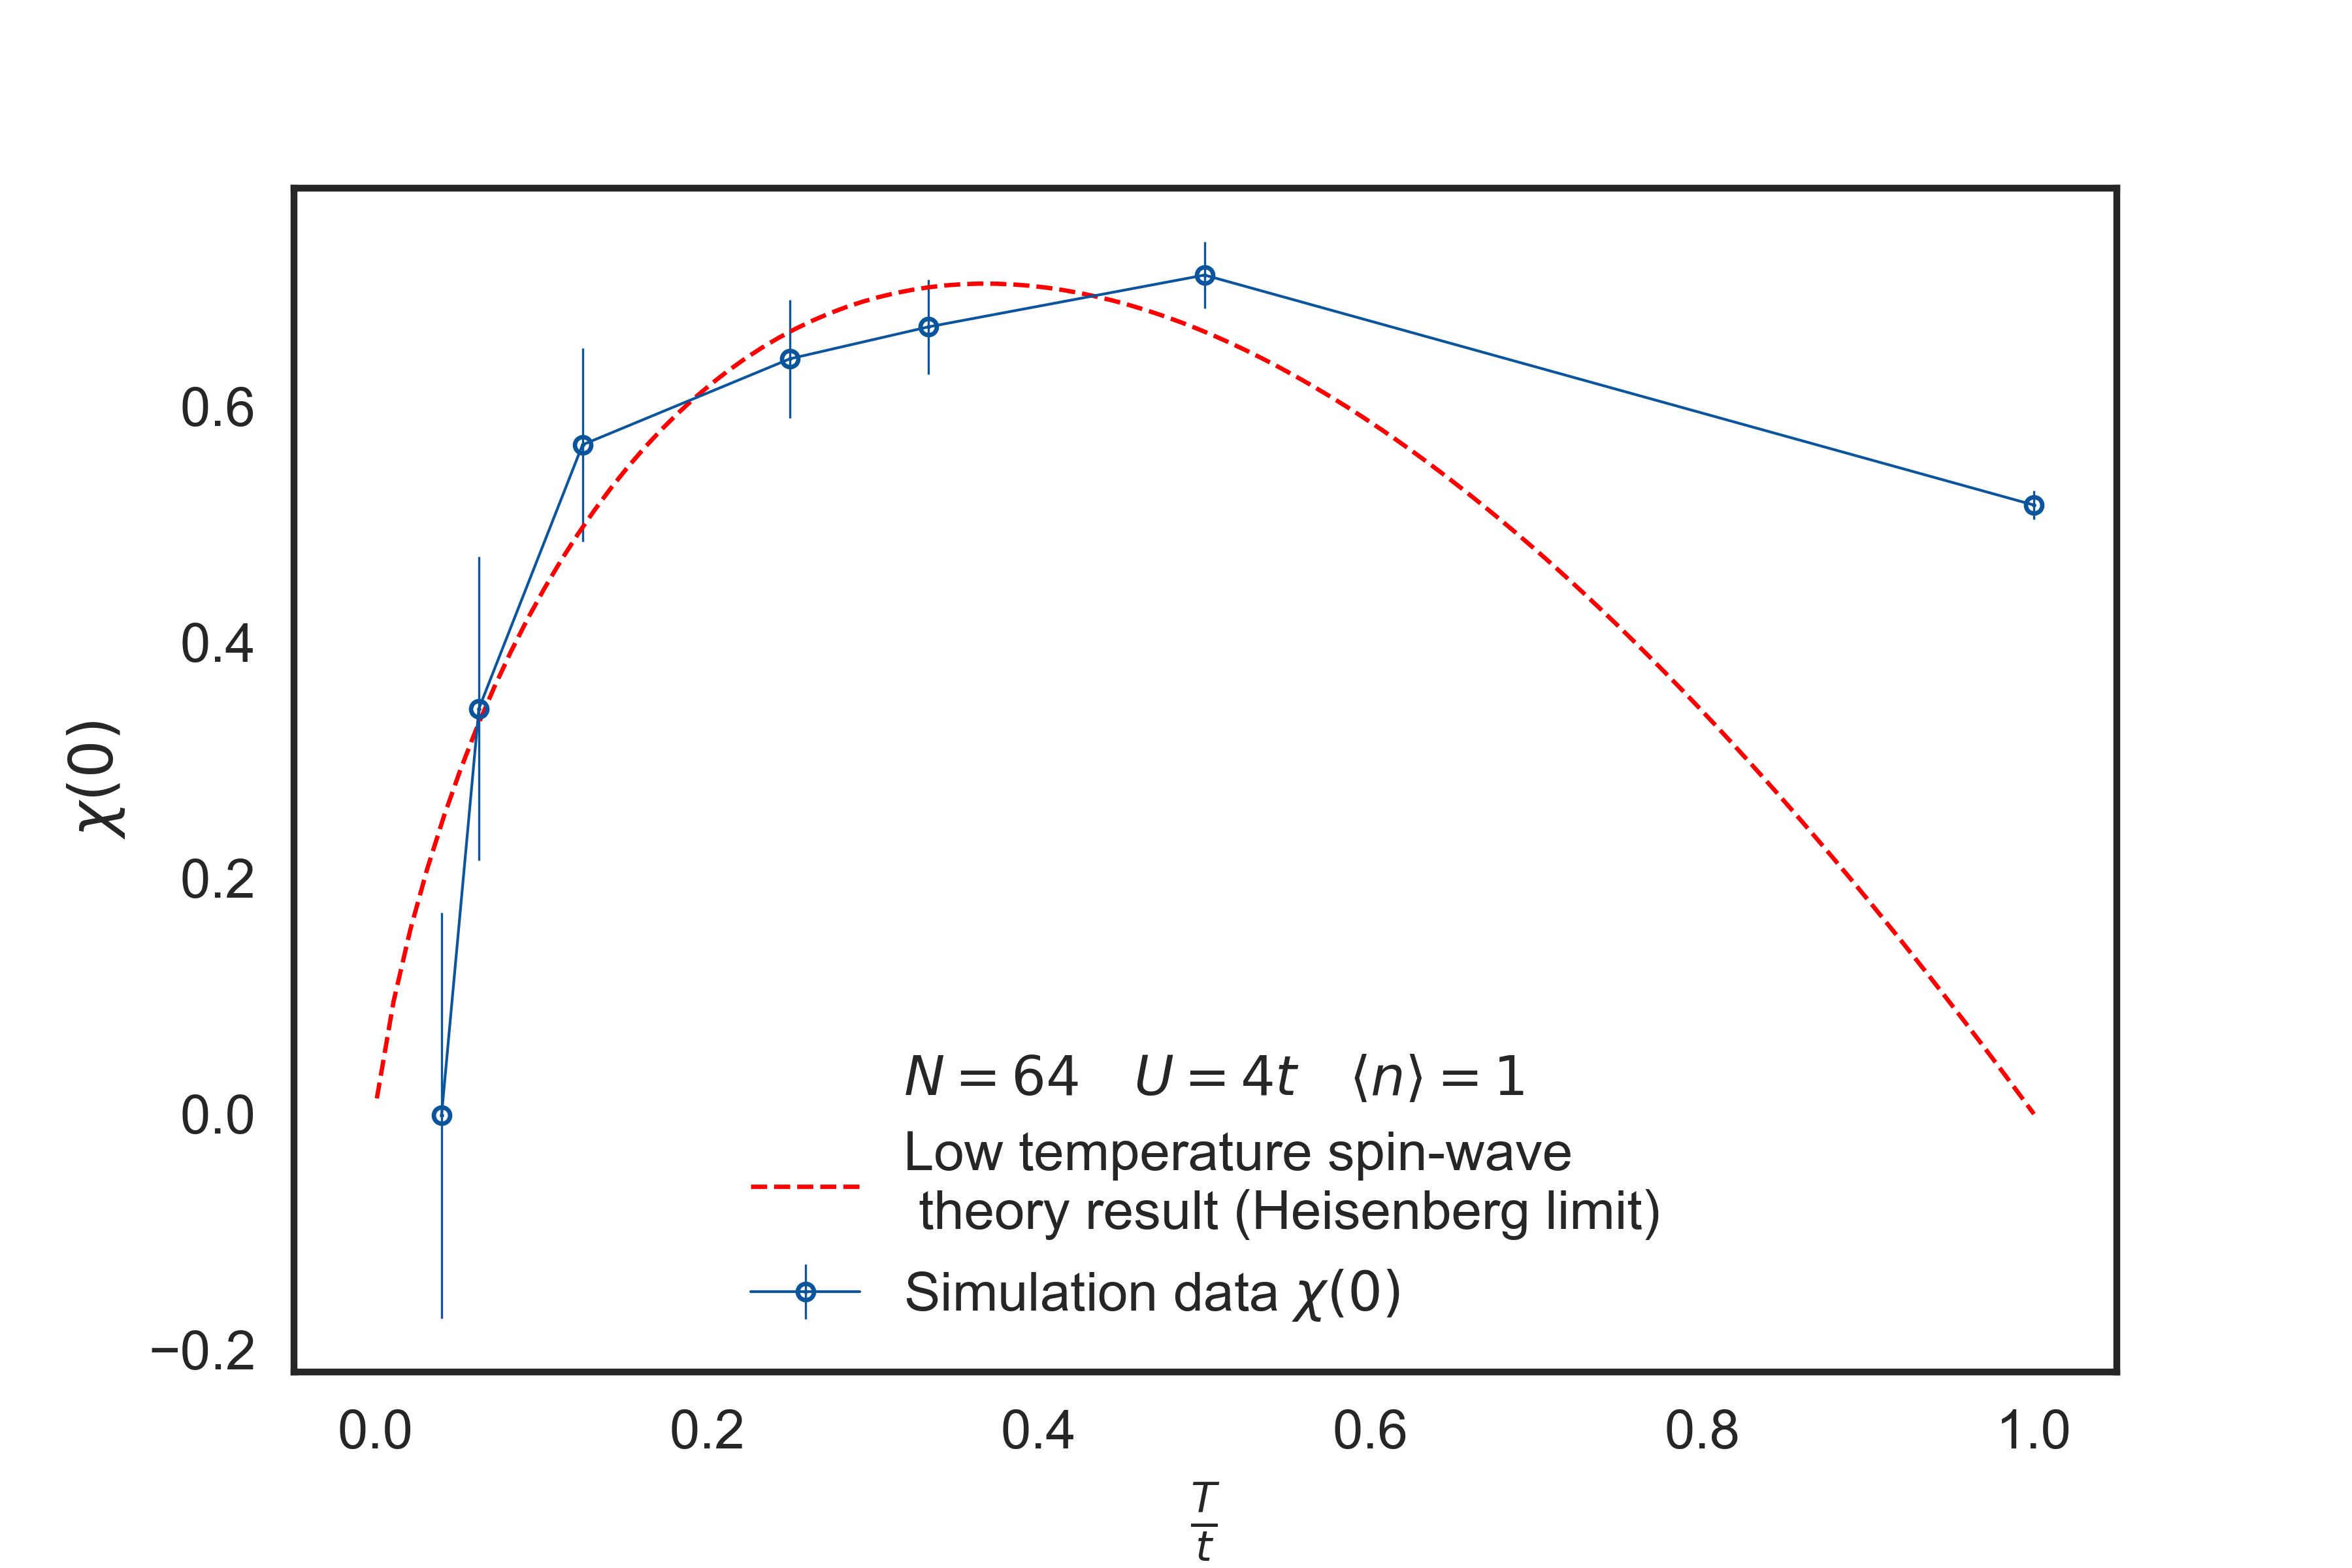 χ(0)
0.6
0.4
0.2
0.0
−0.2
N = 64 U = 4t ⟨n⟩ = 1
Low temperature spin-wave
theory result (Heisenberg limit)
Simulation data χ(0)
0.0 0.2 0.4 0.6 0.8 1.0
T
t